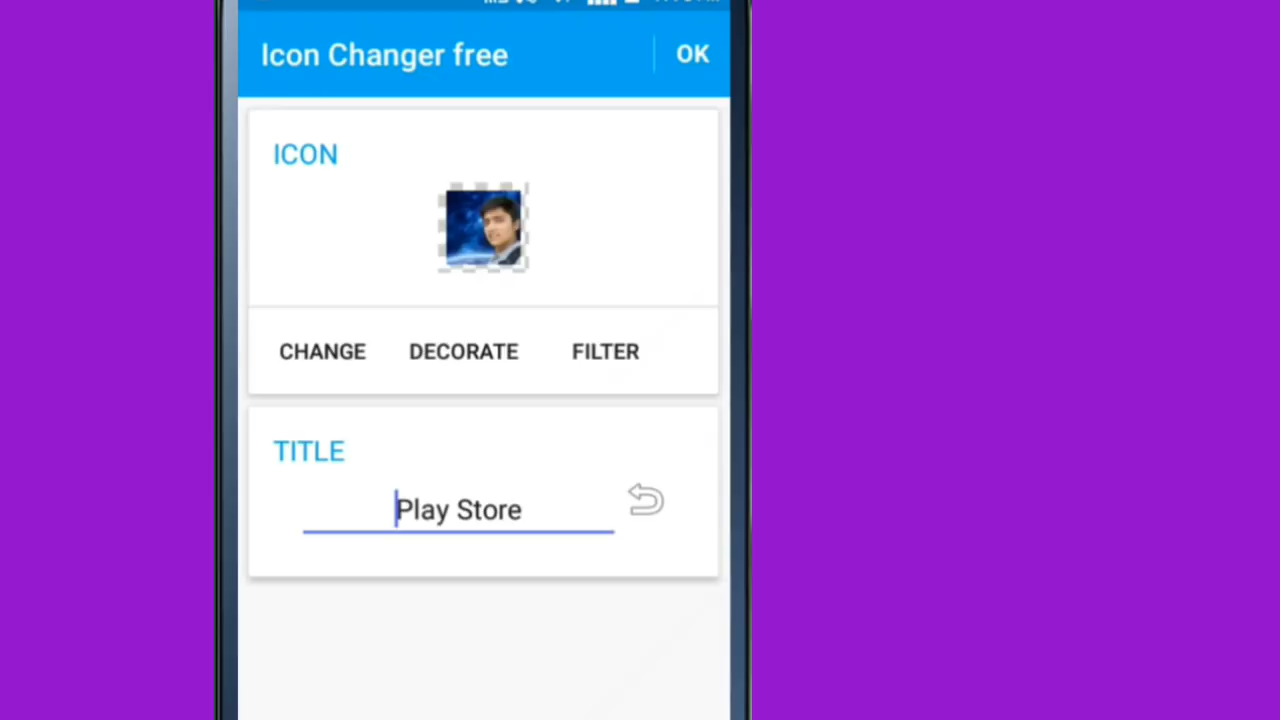 Icon Changer free OK
ICON
CHANGE DECORATE FILTER
TITLE
Play Store